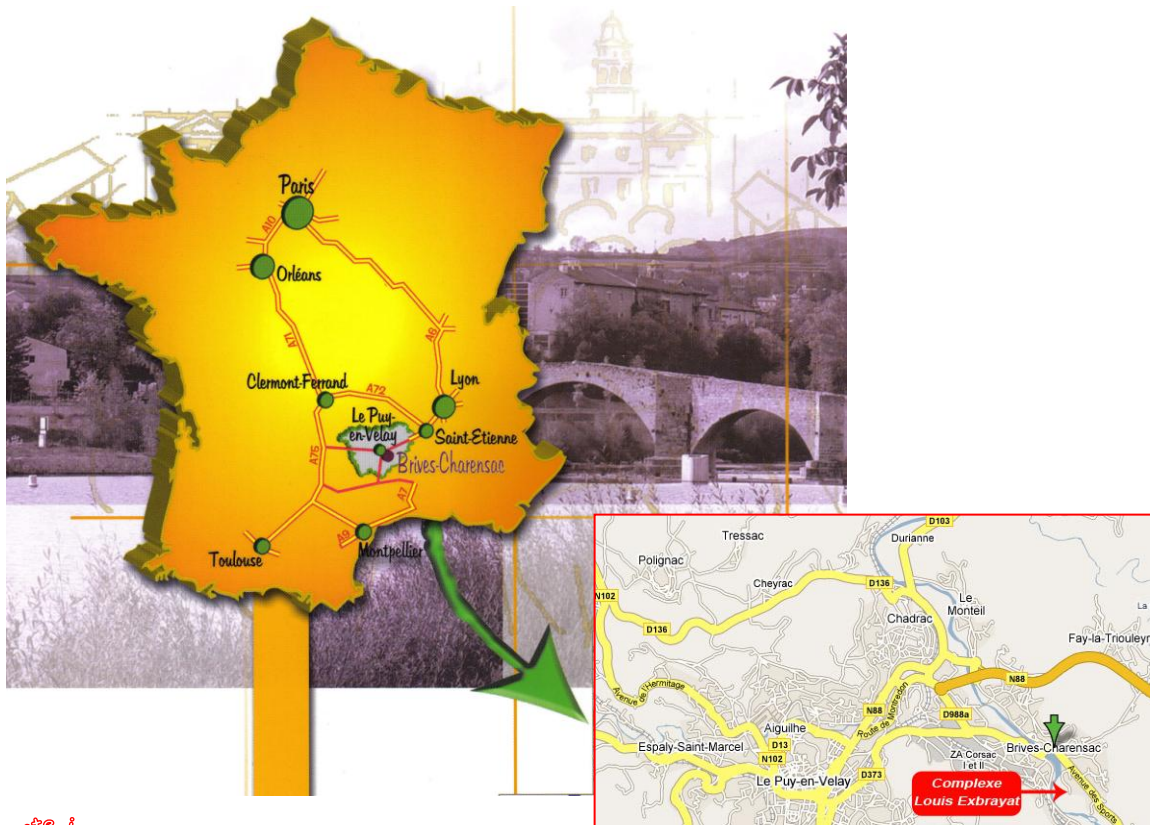 Paris
A10
Orléans
A71
A6
Clermont-Ferrand
A72
Lyon
Le Puy-
en-Velay
Saint-Etienne
Brives-Charensac
A75
A7
A9
Montpellier
Toulouse
D103
Durianne
Tressac
Polignac
Cheyrac
D136
N102
Le
Monteil
La
Chadrac
D136
Fay-la-Triouleyr
Avenue de l'Hermitage
N88
N88
Route de Montredon
D988a
Aiguilhe
D13
Espaly-Saint-Marcel
N102
ZA Corsac
I et II
Brives-Charensac
Le Puy-en-Velay
D373
Complexe
Louis Exbrayat
Avenue des Sports